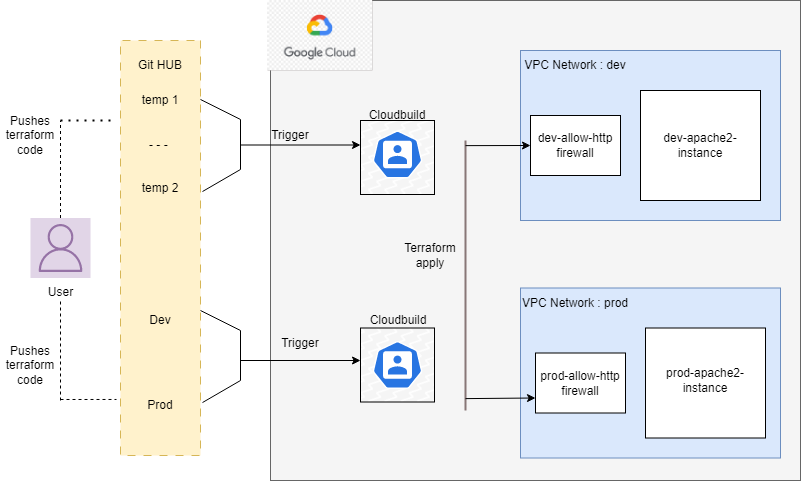 Google Cloud
Git HUB
temp 1
- - -
temp 2
Dev
Prod
Pushes
terraform
code
User
Pushes
terraform
code
Trigger
Cloudbuild
Trigger
Cloudbuild
Terraform
apply
VPC Network : dev
dev-allow-http
firewall
dev-apache2-
instance
VPC Network : prod
prod-allow-http
firewall
prod-apache2-
instance